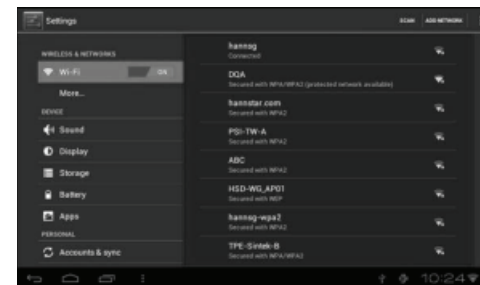 Settings
SCAN ADD NETWORK
WIRELESS & NETWORKS
Wi-Fi ON
More...
DEVICE
Sound
Display
Storage
Battery
Apps
PERSONAL
Accounts & sync
hannsg
Connected
DQA
Secured with WPA/WPA2 (protected network available)
hannstar.com
Secured with WPA2
PSI-TW-A
Secured with WPA2
ABC
Secured with WPA2
HSD-WG_AP01
Secured with WEP
hannsg-wpa2
Secured with WPA2
TPE-Sintek-B
Secured with WPA/WPA2
10:24